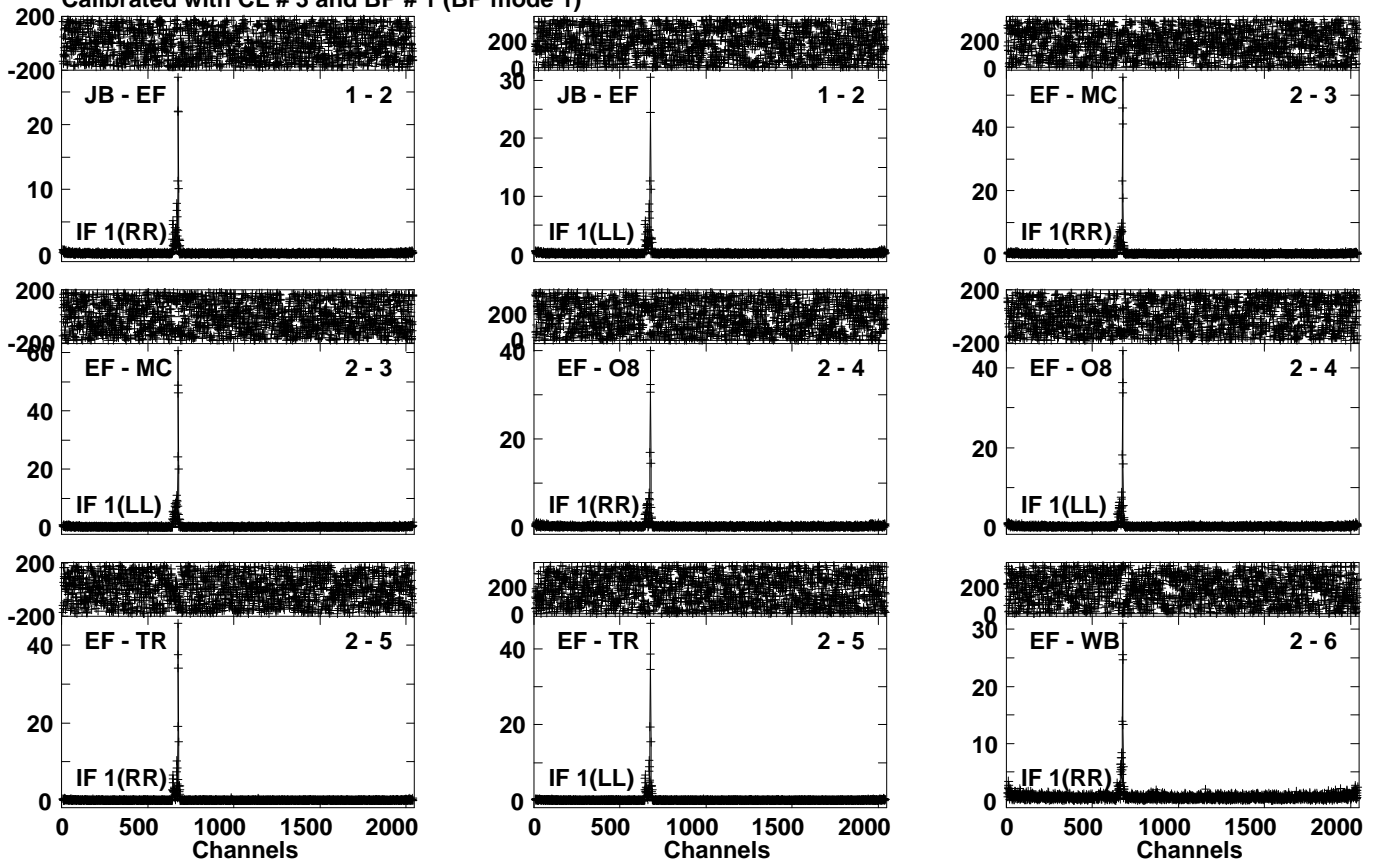 Calibrated with CL # 3 and BP # 1 (BP mode 1)
200
-200
JB - EF 1 - 2
20
10
IF 1(RR)
0
200
0
30
JB - EF 1 - 2
20
10
IF 1(LL)
0
200
0
EF - MC 2 - 3
40
20
IF 1(RR)
0
200
-200
60
EF - MC 2 - 3
40
20
IF 1(LL)
0
200
0
40
EF - O8 2 - 4
20
IF 1(RR)
0
200
-200
40
EF - O8 2 - 4
20
IF 1(LL)
0
200
-200
EF - TR 2 - 5
40
20
IF 1(RR)
0
0 500 1000 1500 2000
Channels
200
0
EF - TR 2 - 5
40
20
IF 1(LL)
0
0 500 1000 1500 2000
Channels
200
0
30
EF - WB 2 - 6
20
10
IF 1(RR)
0
0 500 1000 1500 2000
Channels